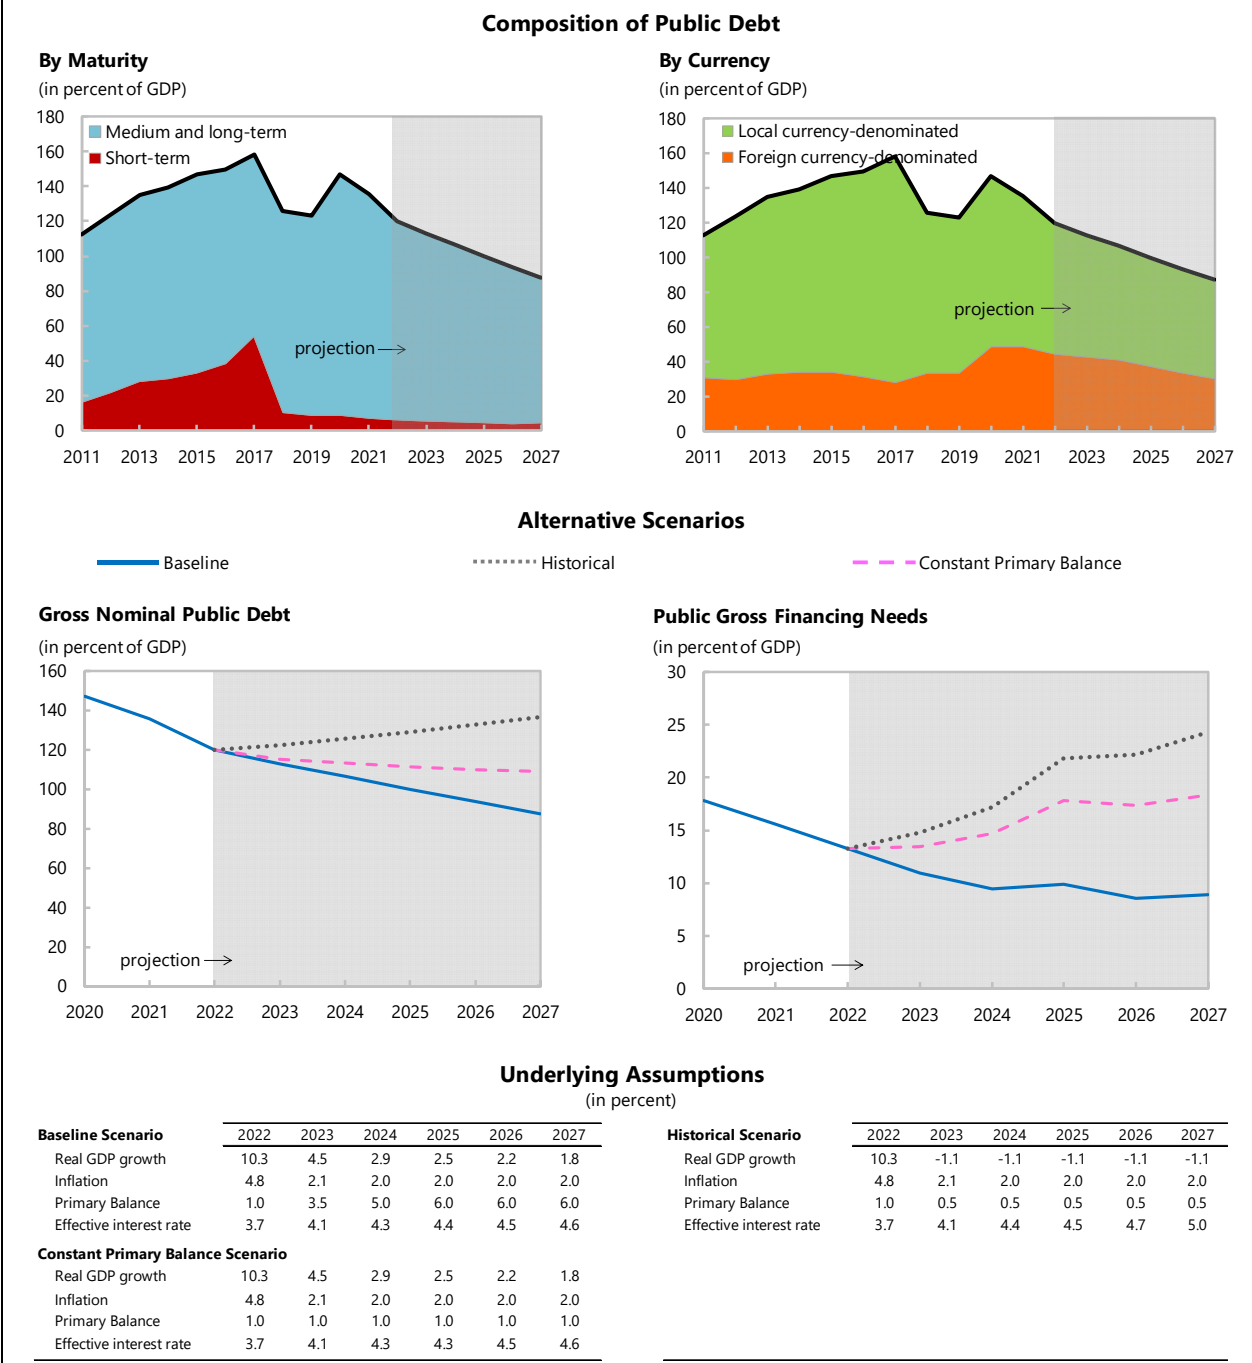 Composition of Public Debt
By Maturity
(in percent of GDP)
180
160
140
120
100
80
60
40
20
0
Medium and long-term
Short-term
projection
2011 2013 2015 2017 2019 2021 2023 2025 2027
By Currency
(in percent of GDP)
180
160
140
120
100
80
60
40
20
0
Local currency-denominated
Foreign currency-denominated
projection
2011 2013 2015 2017 2019 2021 2023 2025 2027
Alternative Scenarios
Baseline Historical Constant Primary Balance
Gross Nominal Public Debt
(in percent of GDP)
160
140
120
100
80
60
40
20
0
projection
2020 2021 2022 2023 2024 2025 2026 2027
Public Gross Financing Needs
(in percent of GDP)
30
25
20
15
10
5
0
projection
2020 2021 2022 2023 2024 2025 2026 2027
Underlying Assumptions
(in percent)
Baseline Scenario 2022 2023 2024 2025 2026 2027
Real GDP growth 10.3 4.5 2.9 2.5 2.2 1.8
Inflation 4.8 2.1 2.0 2.0 2.0 2.0
Primary Balance 1.0 3.5 5.0 6.0 6.0 6.0
Effective interest rate 3.7 4.1 4.3 4.4 4.5 4.6
Constant Primary Balance Scenario
Real GDP growth 10.3 4.5 2.9 2.5 2.2 1.8
Inflation 4.8 2.1 2.0 2.0 2.0 2.0
Primary Balance 1.0 1.0 1.0 1.0 1.0 1.0
Effective interest rate 3.7 4.1 4.3 4.3 4.5 4.6
Historical Scenario 2022 2023 2024 2025 2026 2027
Real GDP growth 10.3 -1.1 -1.1 -1.1 -1.1 -1.1
Inflation 4.8 2.1 2.0 2.0 2.0 2.0
Primary Balance 1.0 0.5 0.5 0.5 0.5 0.5
Effective interest rate 3.7 4.1 4.4 4.5 4.7 5.0